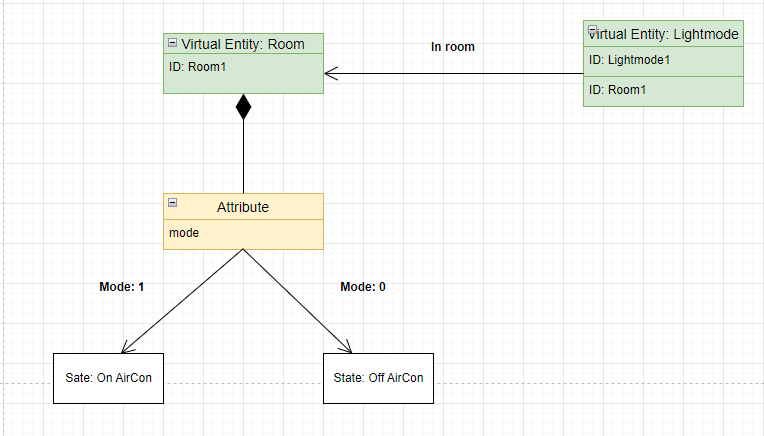 Virtual Entity: Room
ID: Room1
In room
Virtual Entity: Lightmode
ID: Lightmode1
ID: Room1
Attribute
mode
Mode: 1
Mode: 0
Sate: On AirCon
State: Off AirCon